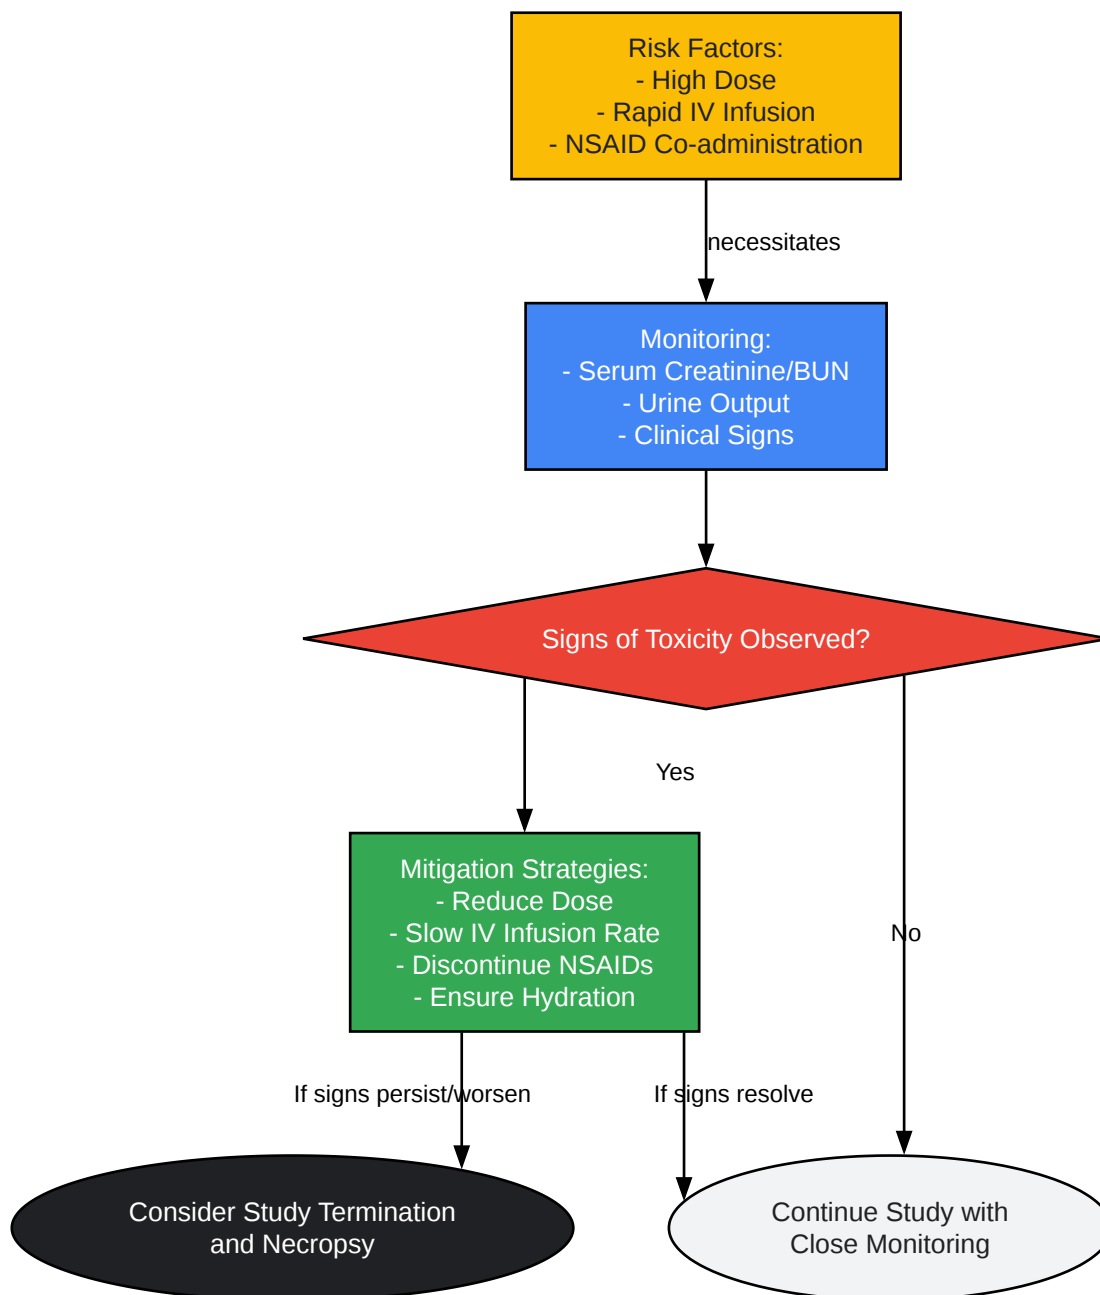 Risk Factors:
- High Dose
- Rapid IV Infusion
- NSAID Co-administration
necessitates
Monitoring:
- Serum Creatinine/BUN
- Urine Output
- Clinical Signs
Signs of Toxicity Observed?
Yes
Mitigation Strategies:
- Reduce Dose
- Slow IV Infusion Rate
- Discontinue NSAIDs
- Ensure Hydration
No
If signs persist/worsen
If signs resolve
Consider Study Termination
and Necropsy
Continue Study with
Close Monitoring